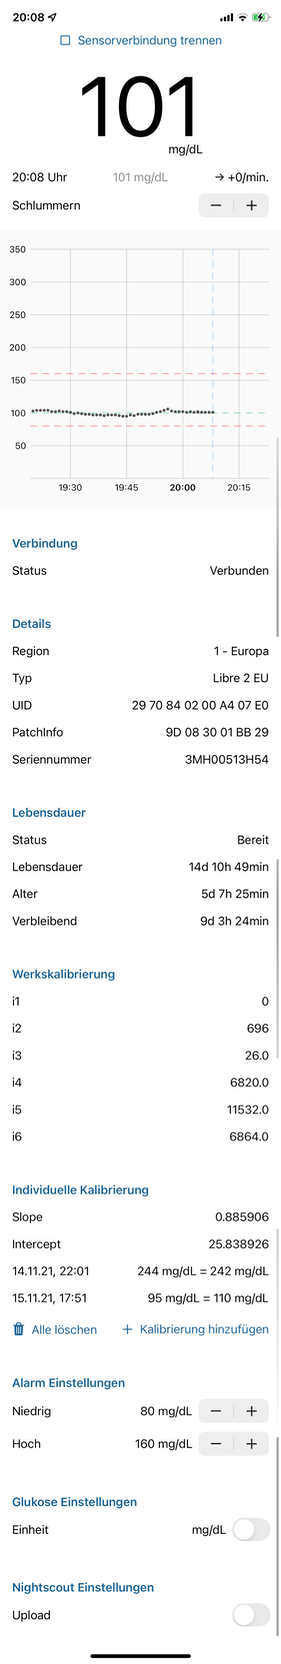 20:08
Sensorverbindung trennen
101
mg/dL
20:08 Uhr 101 mg/dL → +0/min.
Schlummern − +
350
300
250
200
150
100
50
19:30 19:45 20:00 20:15
Verbindung
Status Verbunden
Details
Region 1 - Europa
Typ Libre 2 EU
UID 29 70 84 02 00 A4 07 E0
PatchInfo 9D 08 30 01 BB 29
Seriennummer 3MH00513H54
Lebensdauer
Status Bereit
Lebensdauer 14d 10h 49min
Alter 5d 7h 25min
Verbleibend 9d 3h 24min
Werkskalibrierung
i1 0
i2 696
i3 26.0
i4 6820.0
i5 11532.0
i6 6864.0
Individuelle Kalibrierung
Slope 0.885906
Intercept 25.838926
14.11.21, 22:01 244 mg/dL = 242 mg/dL
15.11.21, 17:51 95 mg/dL = 110 mg/dL
Alle löschen + Kalibrierung hinzufügen
Alarm Einstellungen
Niedrig 80 mg/dL − +
Hoch 160 mg/dL − +
Glukose Einstellungen
Einheit mg/dL
Nightscout Einstellungen
Upload